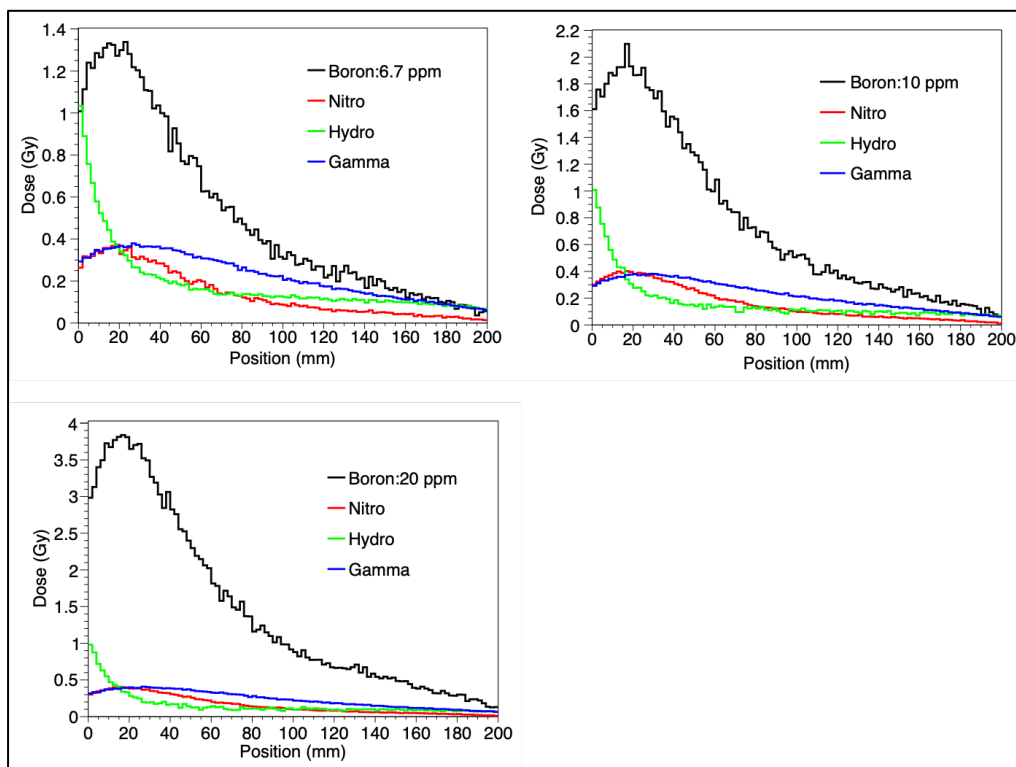 1.4
1.2
1
0.8
0.6
0.4
0.2
0
Dose (Gy)
Boron:6.7 ppm
Nitro
Hydro
Gamma
0 20 40 60 80 100 120 140 160 180 200
Position (mm)
2.2
2
1.8
1.6
1.4
1.2
1
0.8
0.6
0.4
0.2
0
Dose (Gy)
Boron:10 ppm
Nitro
Hydro
Gamma
0 20 40 60 80 100 120 140 160 180 200
Position (mm)
4
3.5
3
2.5
2
1.5
1
0.5
0
Dose (Gy)
Boron:20 ppm
Nitro
Hydro
Gamma
0 20 40 60 80 100 120 140 160 180 200
Position (mm)